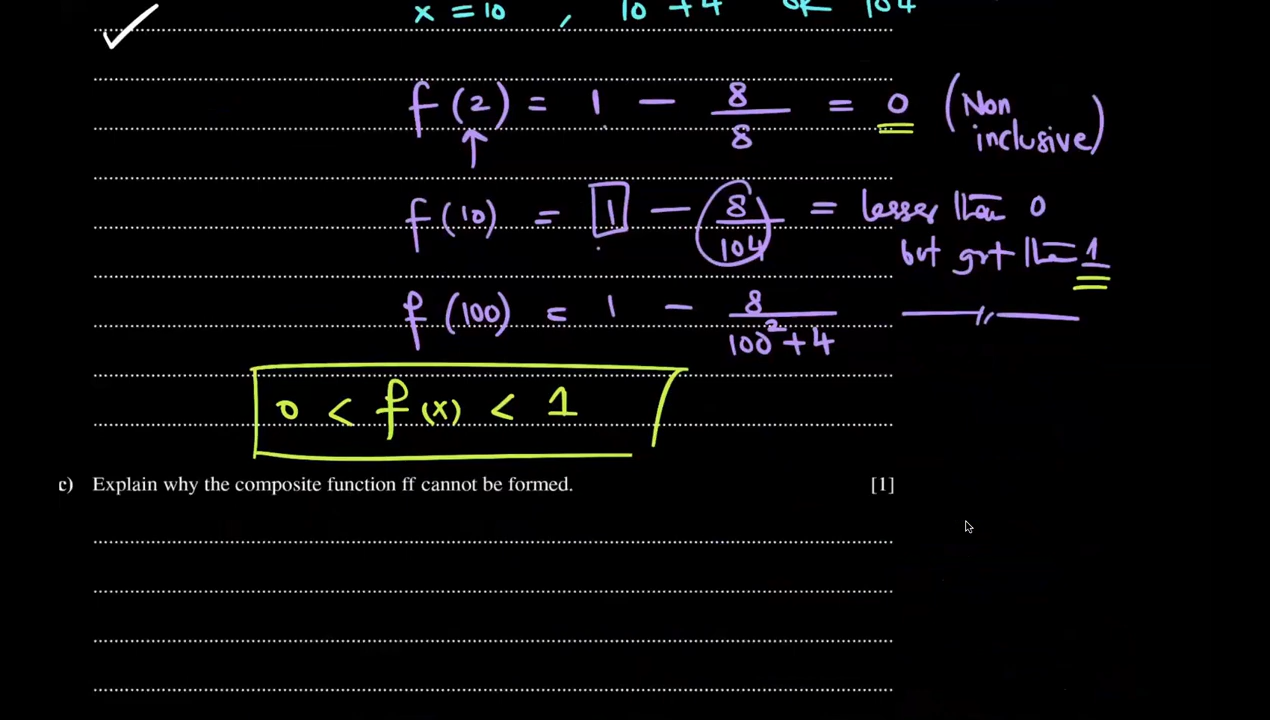 x = 10 , 10 + 4 or 104
f (2) = 1 - 8/8 = 0 (Non inclusive)
f (10) = 1 - 8/104 = lesser than 0
but grt than 1
f (100) = 1 - 8/100² + 4
0 < f(x) < 1
c) Explain why the composite function ff cannot be formed. [1]